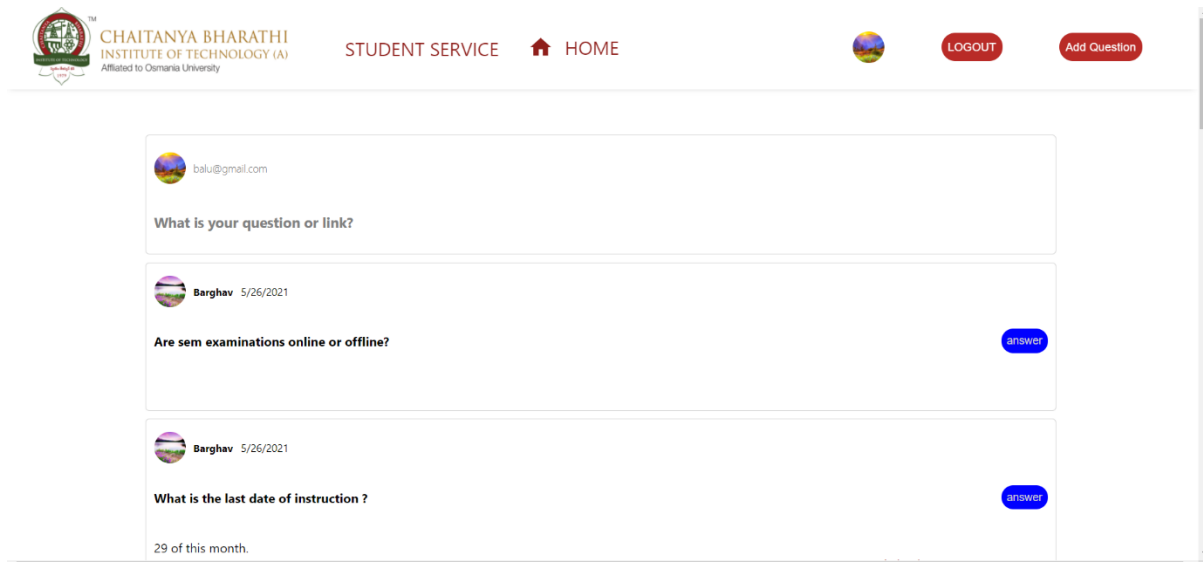 TM
CHAITANYA BHARATHI
INSTITUTE OF TECHNOLOGY (A)
Affliated to Osmania University
1979
STUDENT SERVICE HOME
LOGOUT
Add Question
balu@gmail.com
What is your question or link?
Barghav 5/26/2021
Are sem examinations online or offline?
answer
Barghav 5/26/2021
What is the last date of instruction ?
answer
29 of this month.